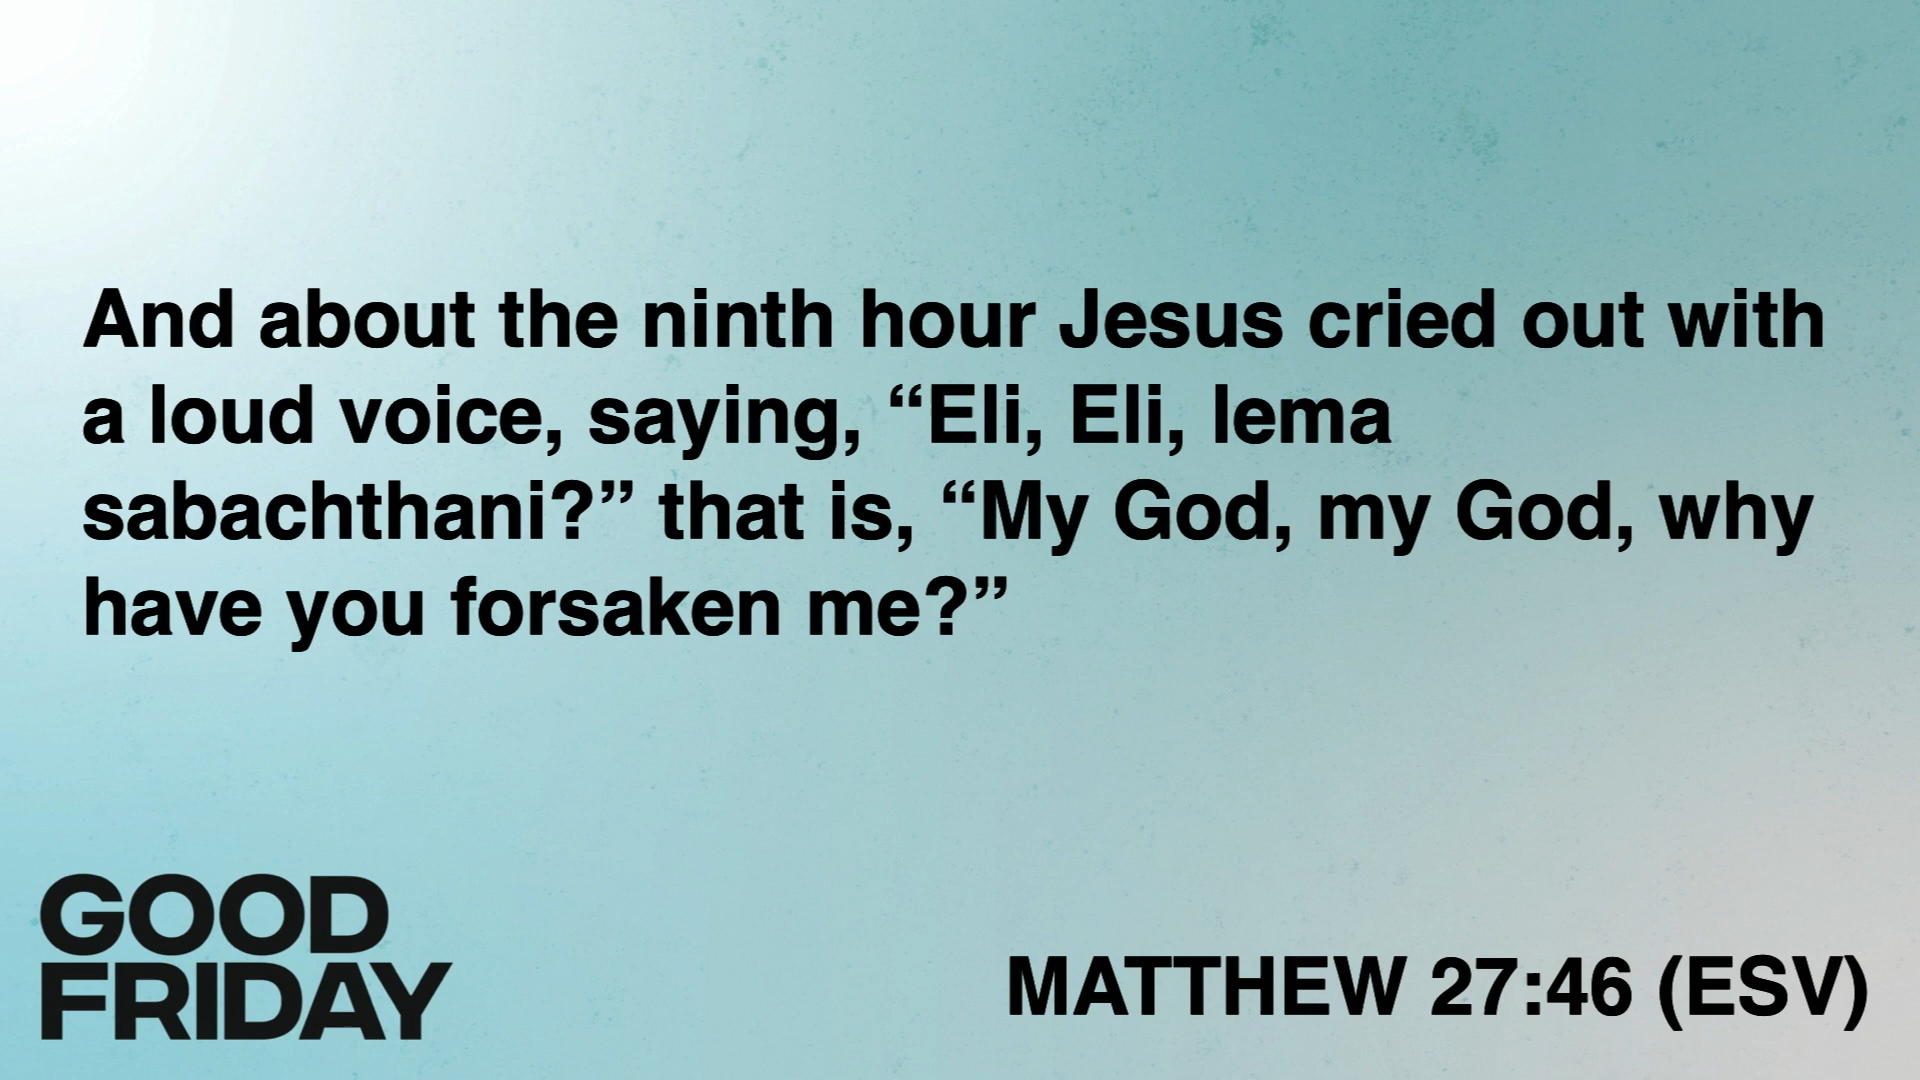 And about the ninth hour Jesus cried out with
a loud voice, saying, “Eli, Eli, lema
sabachthani?” that is, “My God, my God, why
have you forsaken me?”
GOOD
FRIDAY
MATTHEW 27:46 (ESV)